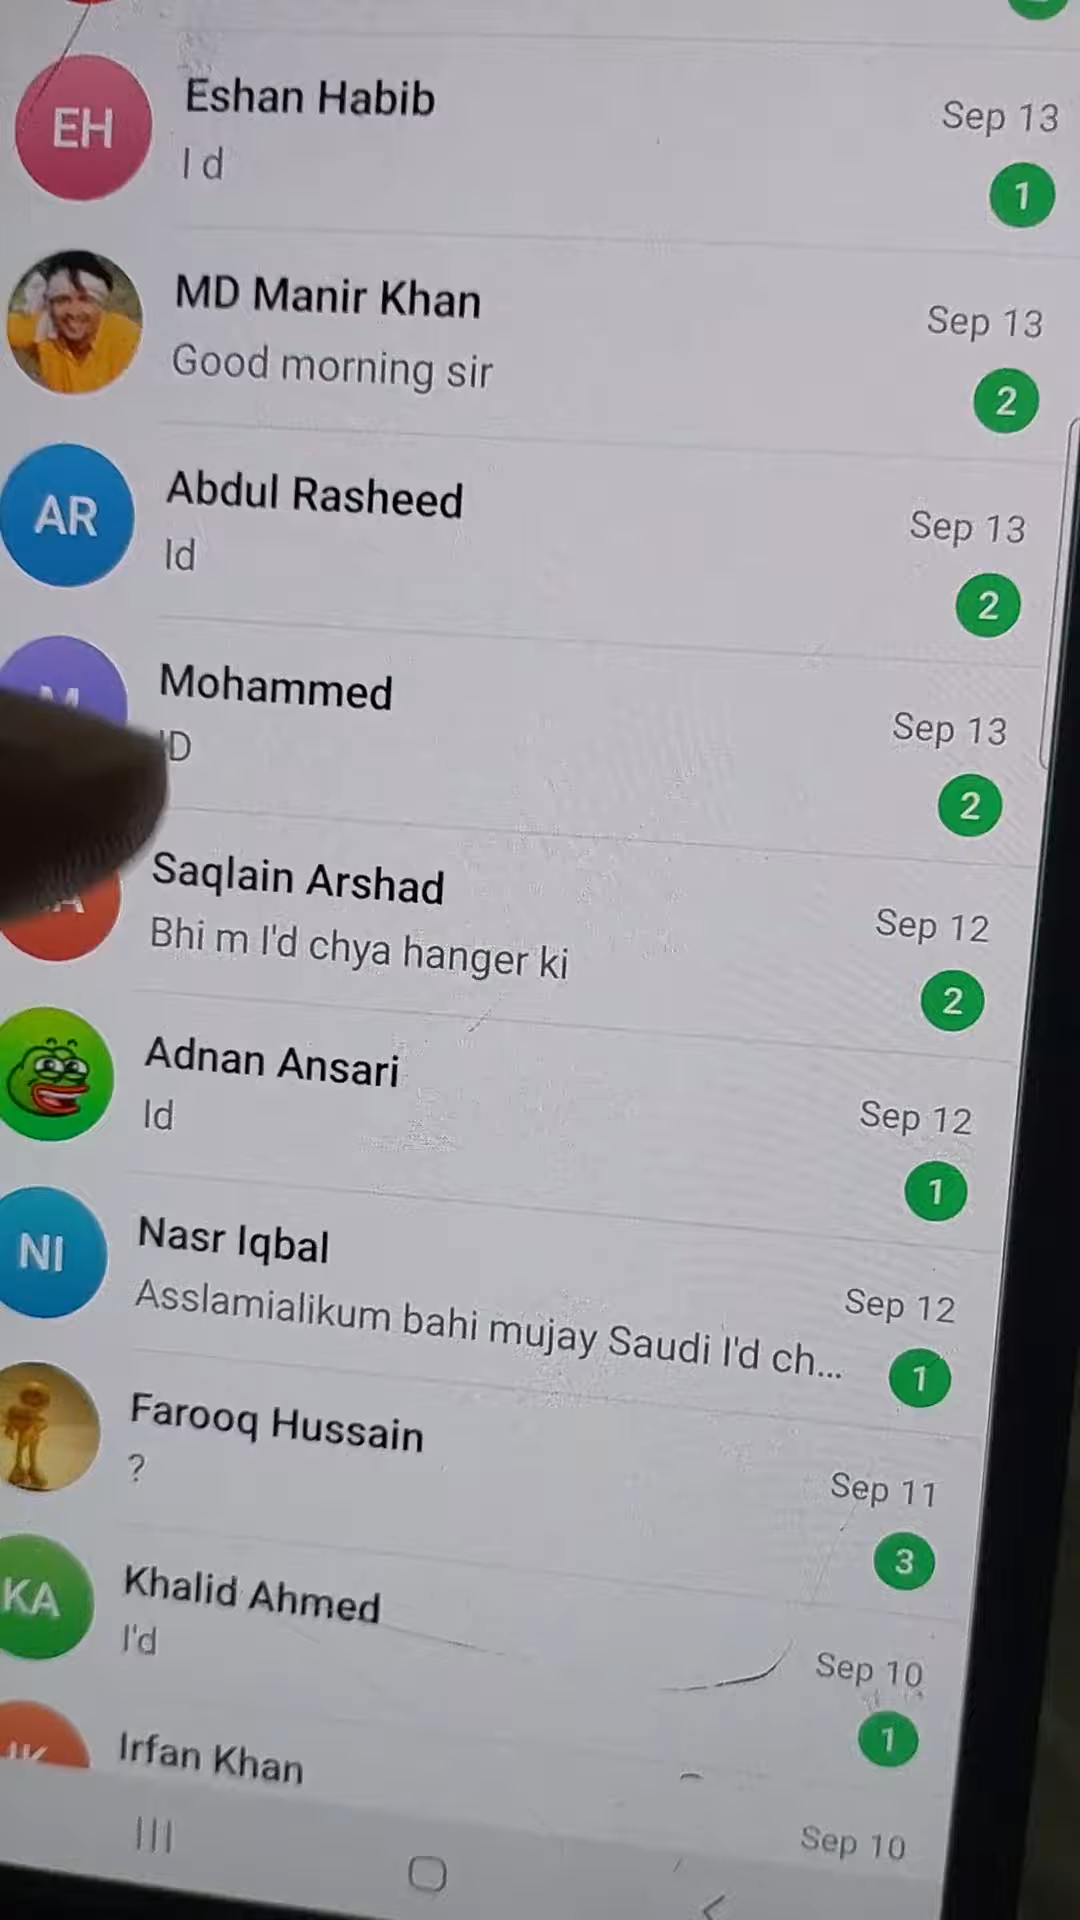 EH
Eshan Habib
Sep 13
I d
1
MD Manir Khan
Sep 13
Good morning sir
2
AR
Abdul Rasheed
Sep 13
Id
2
Mohammed
Sep 13
ID
2
Saqlain Arshad
Sep 12
Bhi m I'd chya hanger ki
2
Adnan Ansari
Sep 12
Id
1
NI
Nasr Iqbal
Sep 12
Asslamialikum bahi mujay Saudi I'd ch...
1
Farooq Hussain
Sep 11
?
3
KA
Khalid Ahmed
Sep 10
I'd
1
Irfan Khan
Sep 10